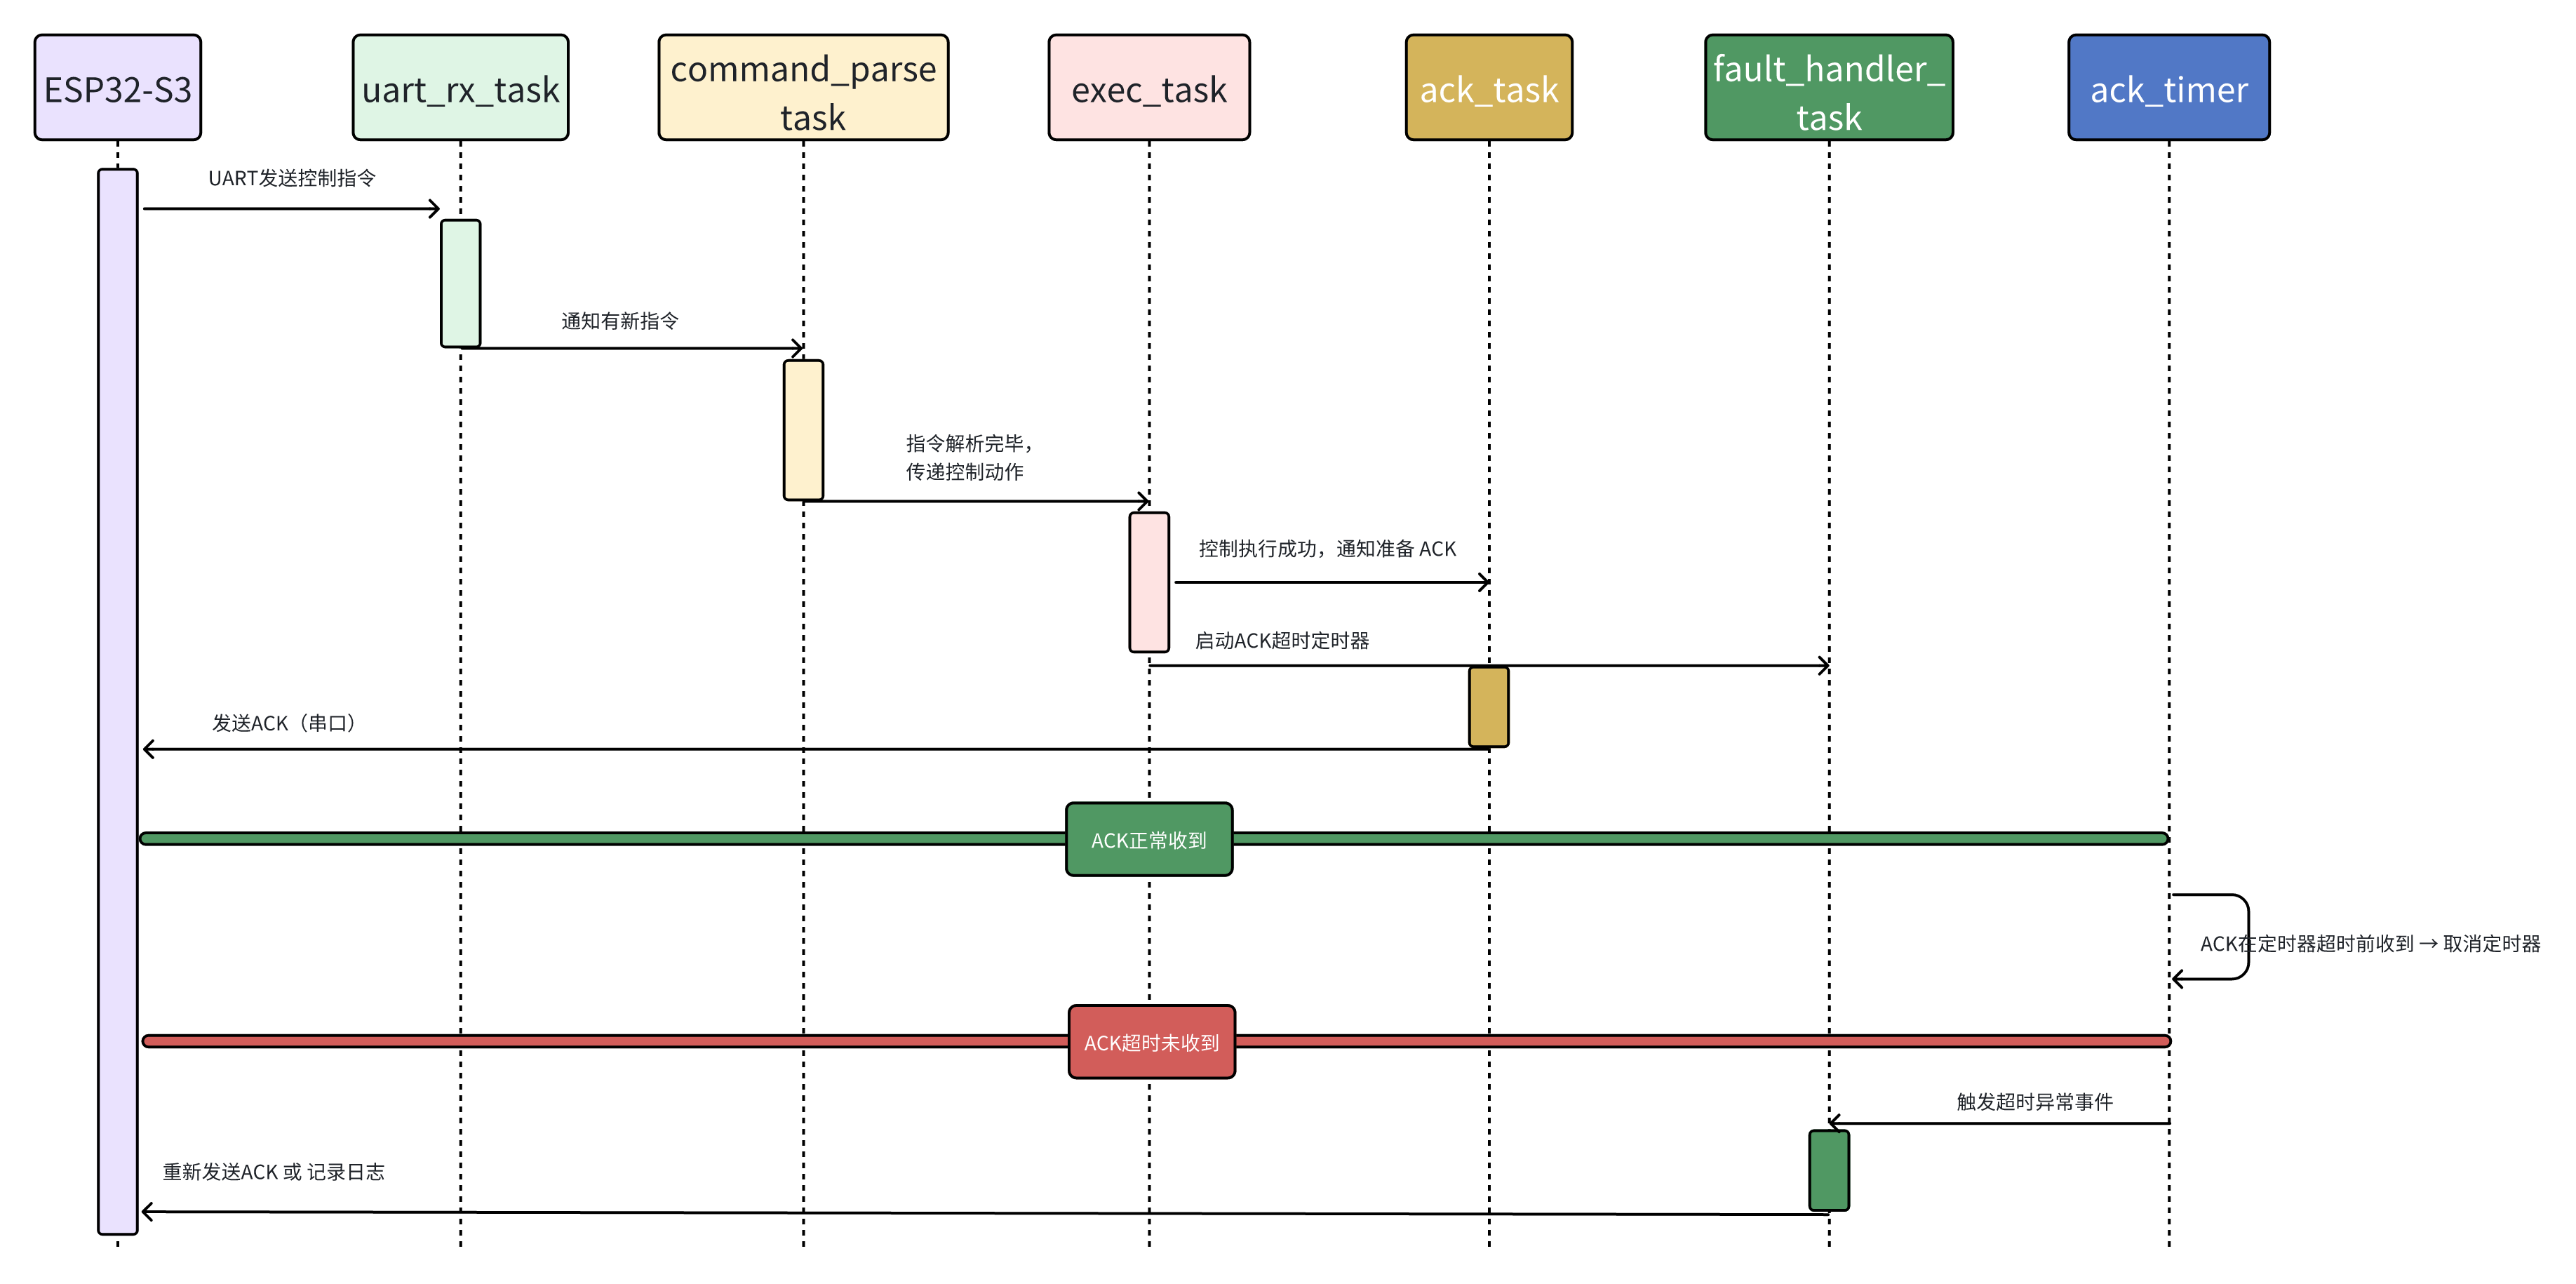 ESP32-S3
uart_rx_task
command_parse
task
exec_task
ack_task
fault_handler_
task
ack_timer
UART发送控制指令
通知有新指令
指令解析完毕，
传递控制动作
控制执行成功，通知准备 ACK
启动ACK超时定时器
发送ACK（串口）
ACK正常收到
ACK在定时器超时前收到 → 取消定时器
ACK超时未收到
触发超时异常事件
重新发送ACK 或 记录日志